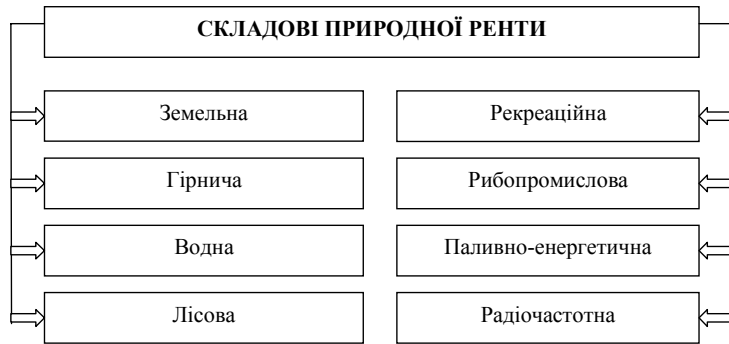 СКЛАДОВІ ПРИРОДНОЇ РЕНТИ
Земельна
Рекреаційна
Гірнича
Рибопромислова
Водна
Паливно-енергетична
Лісова
Радіочастотна